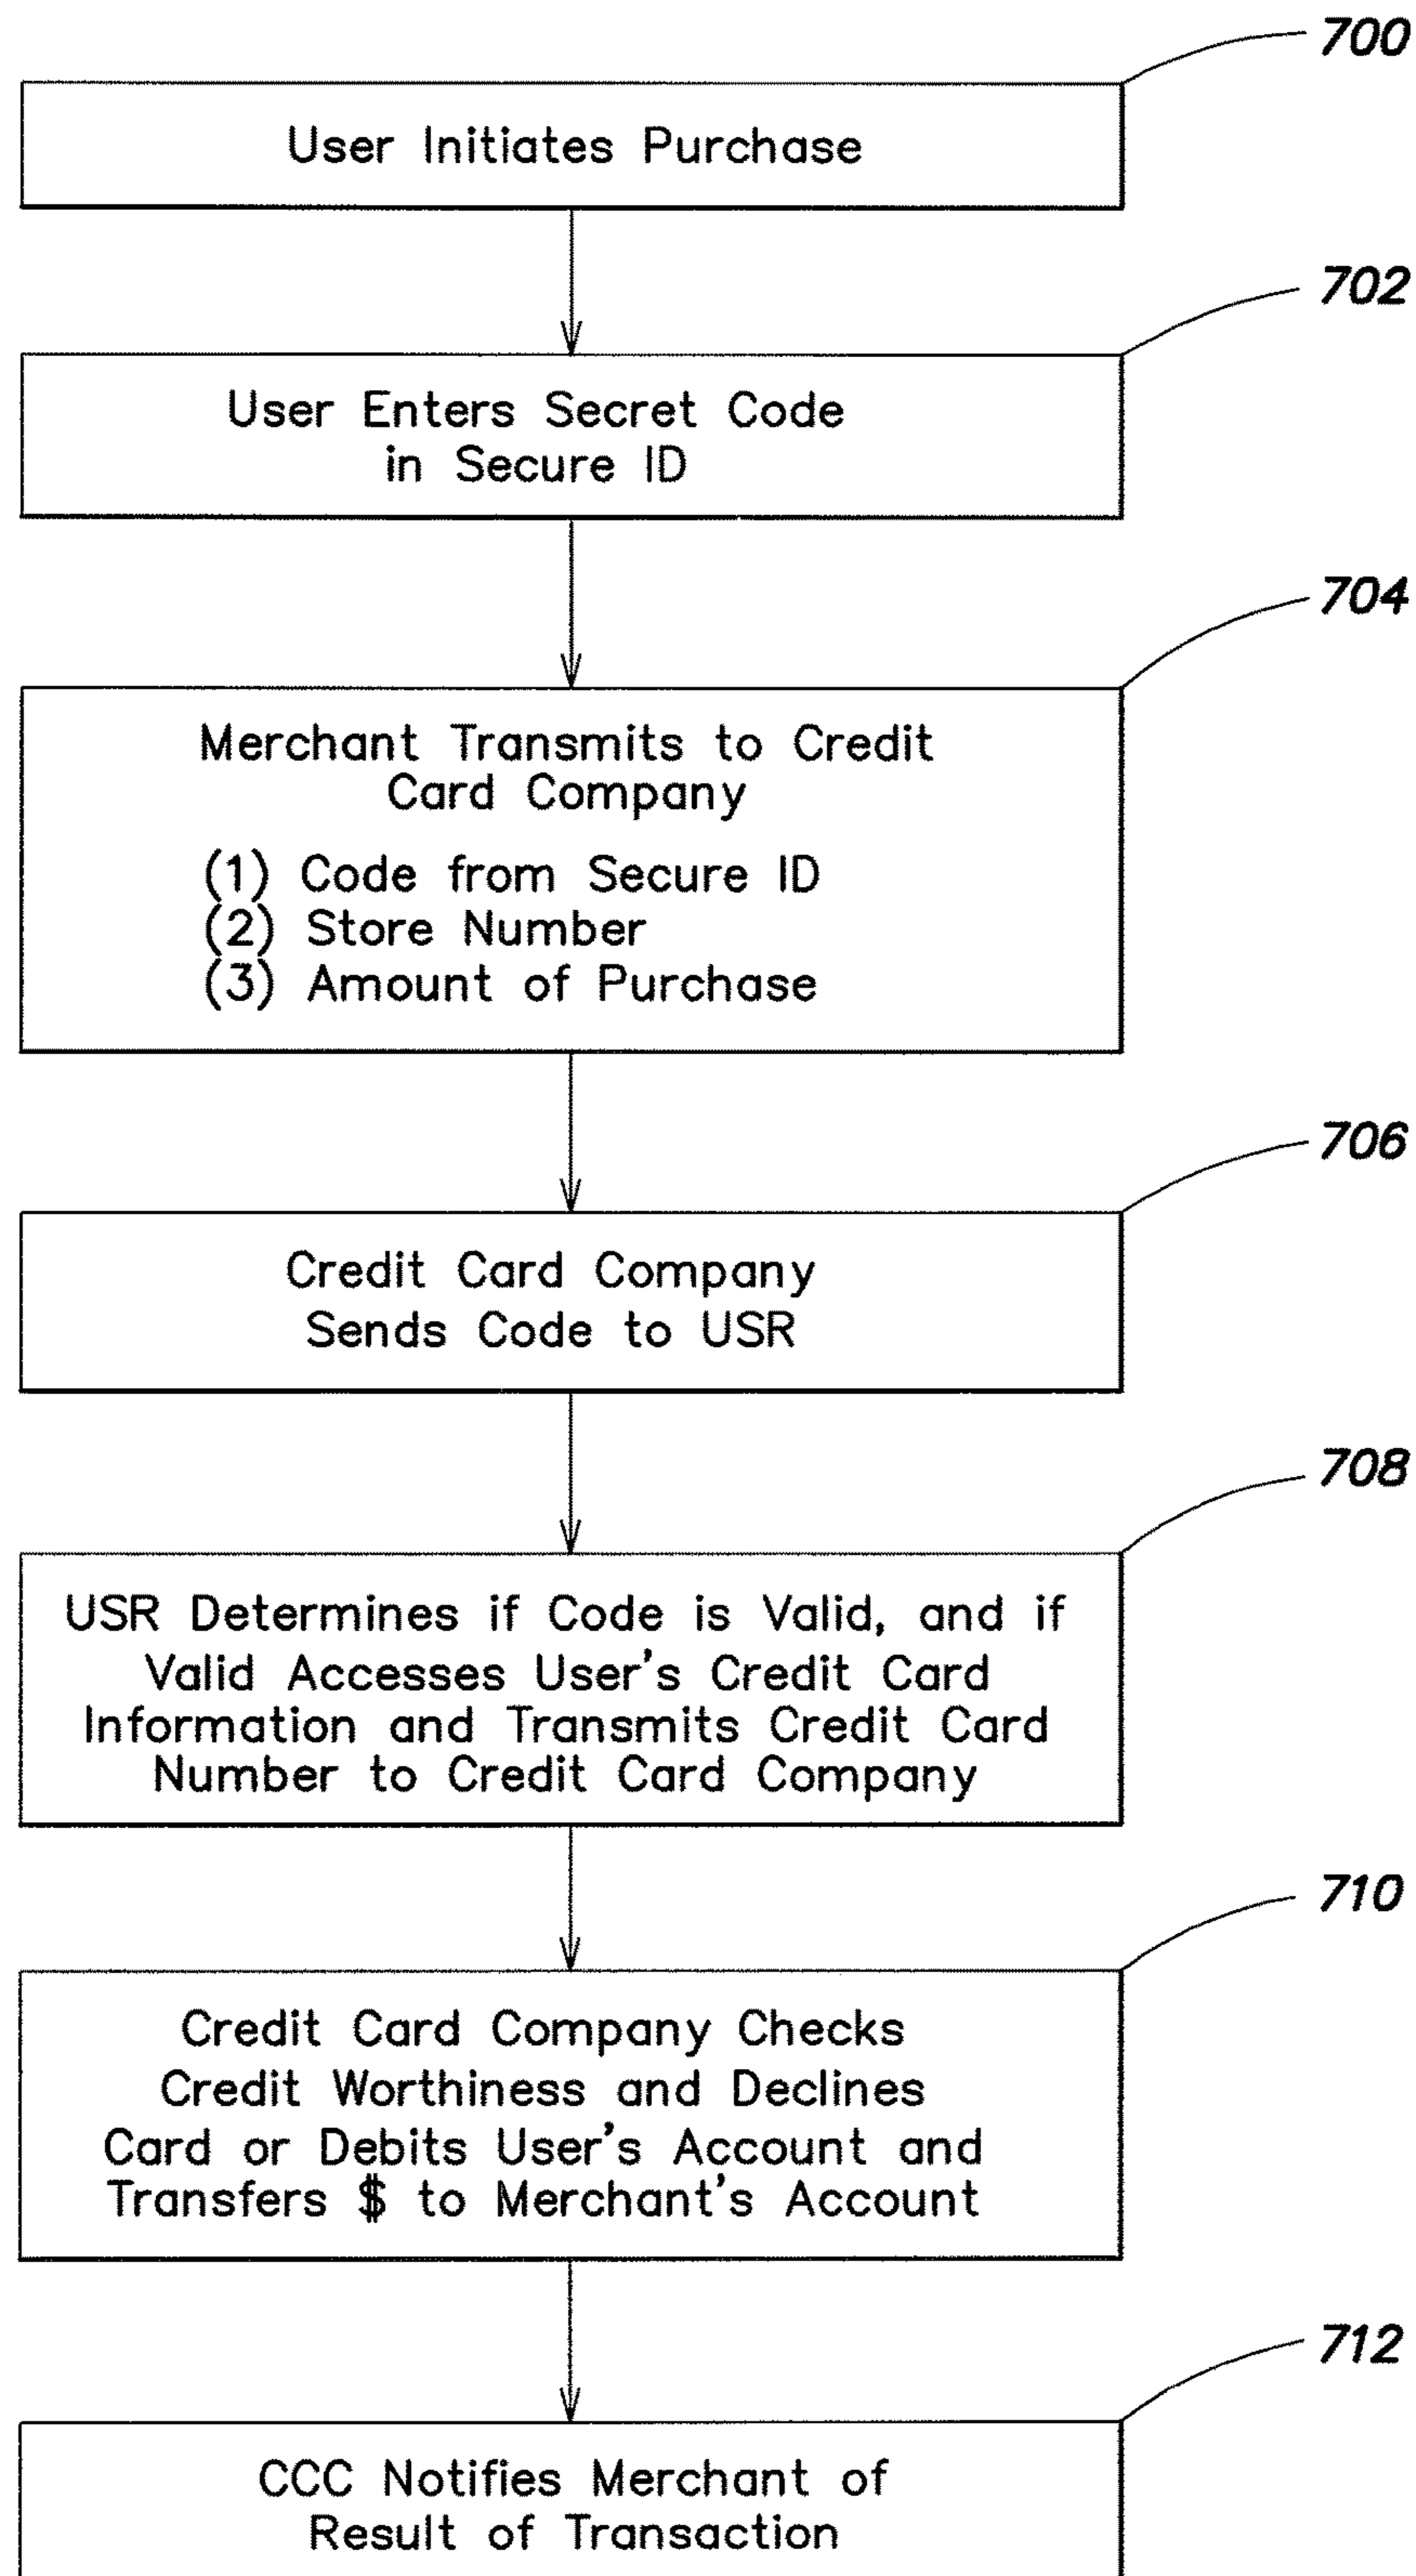 700
User Initiates Purchase
702
User Enters Secret Code
in Secure ID
704
Merchant Transmits to Credit
Card Company
(1) Code from Secure ID
(2) Store Number
(3) Amount of Purchase
706
Credit Card Company
Sends Code to USR
708
USR Determines if Code is Valid, and if
Valid Accesses User's Credit Card
Information and Transmits Credit Card
Number to Credit Card Company
710
Credit Card Company Checks
Credit Worthiness and Declines
Card or Debits User's Account and
Transfers $ to Merchant's Account
712
CCC Notifies Merchant of
Result of Transaction